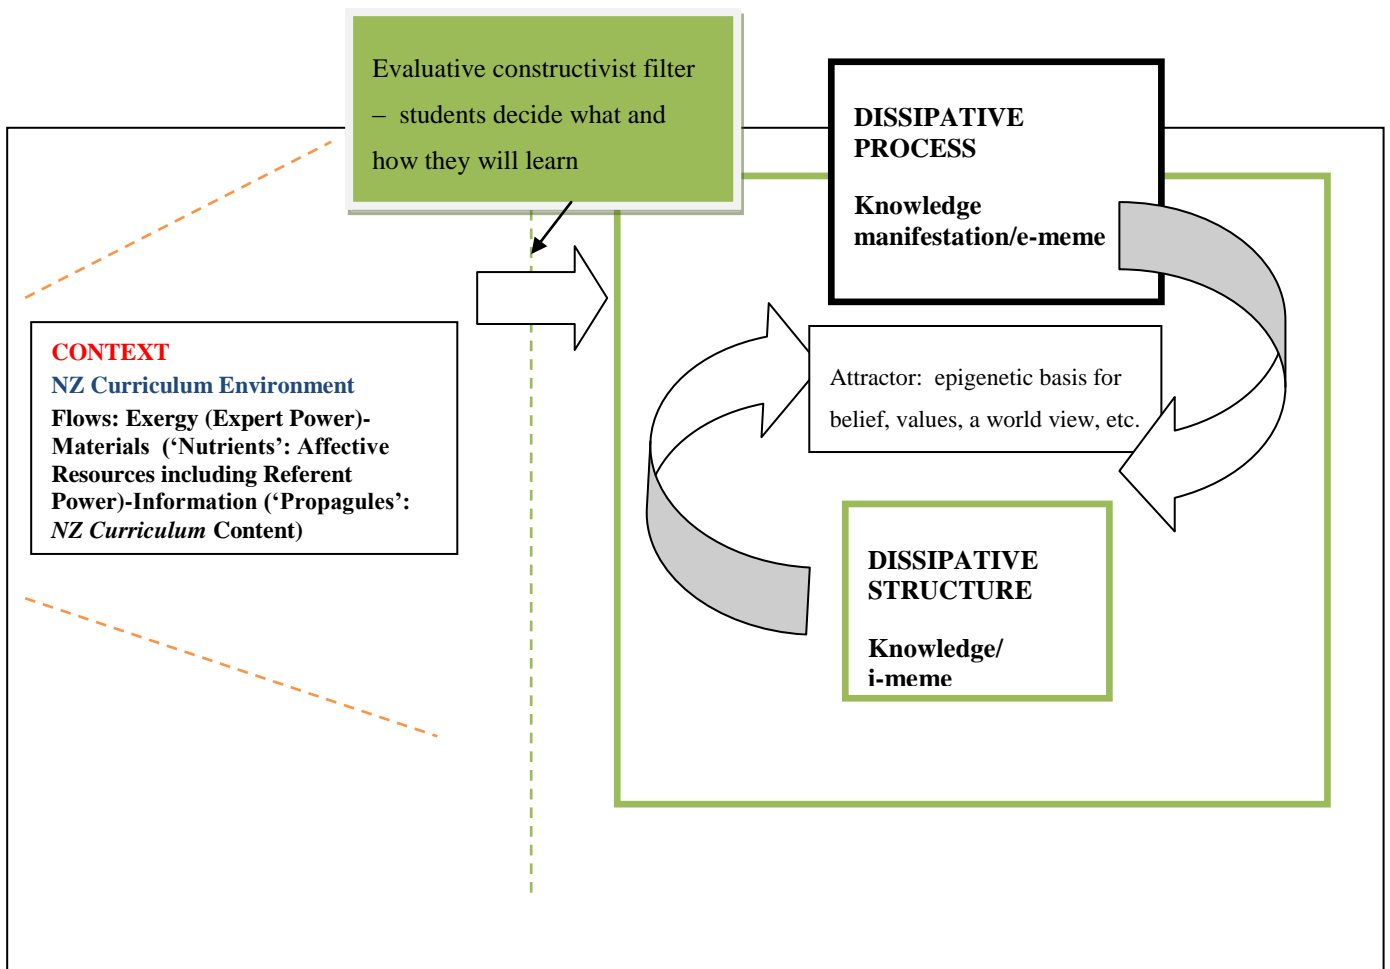 Evaluative constructivist filter
– students decide what and
how they will learn
DISSIPATIVE
PROCESS
Knowledge
manifestation/e-meme
CONTEXT
NZ Curriculum Environment
Flows: Exergy (Expert Power)-
Materials (‘Nutrients’: Affective
Resources including Referent
Power)-Information (‘Propagules’:
NZ Curriculum Content)
Attractor: epigenetic basis for
belief, values, a world view, etc.
DISSIPATIVE
STRUCTURE
Knowledge/
i-meme